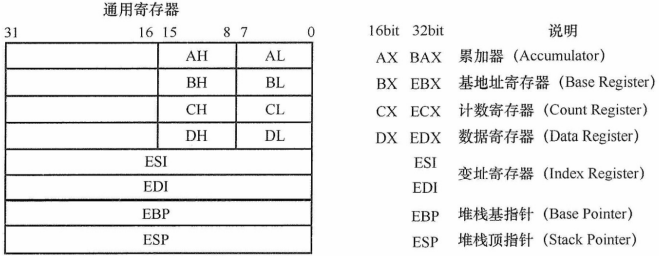 通用寄存器
31 16 15 8 7 0
16bit 32bit 说明
AH AL
AX BAX 累加器 (Accumulator)
BH BL
BX EBX 基地址寄存器 (Base Register)
CH CL
CX ECX 计数寄存器 (Count Register)
DH DL
DX EDX 数据寄存器 (Data Register)
ESI
ESI
变址寄存器 (Index Register)
EDI
EDI
EBP
EBP 堆栈基指针 (Base Pointer)
ESP
ESP 堆栈顶指针 (Stack Pointer)